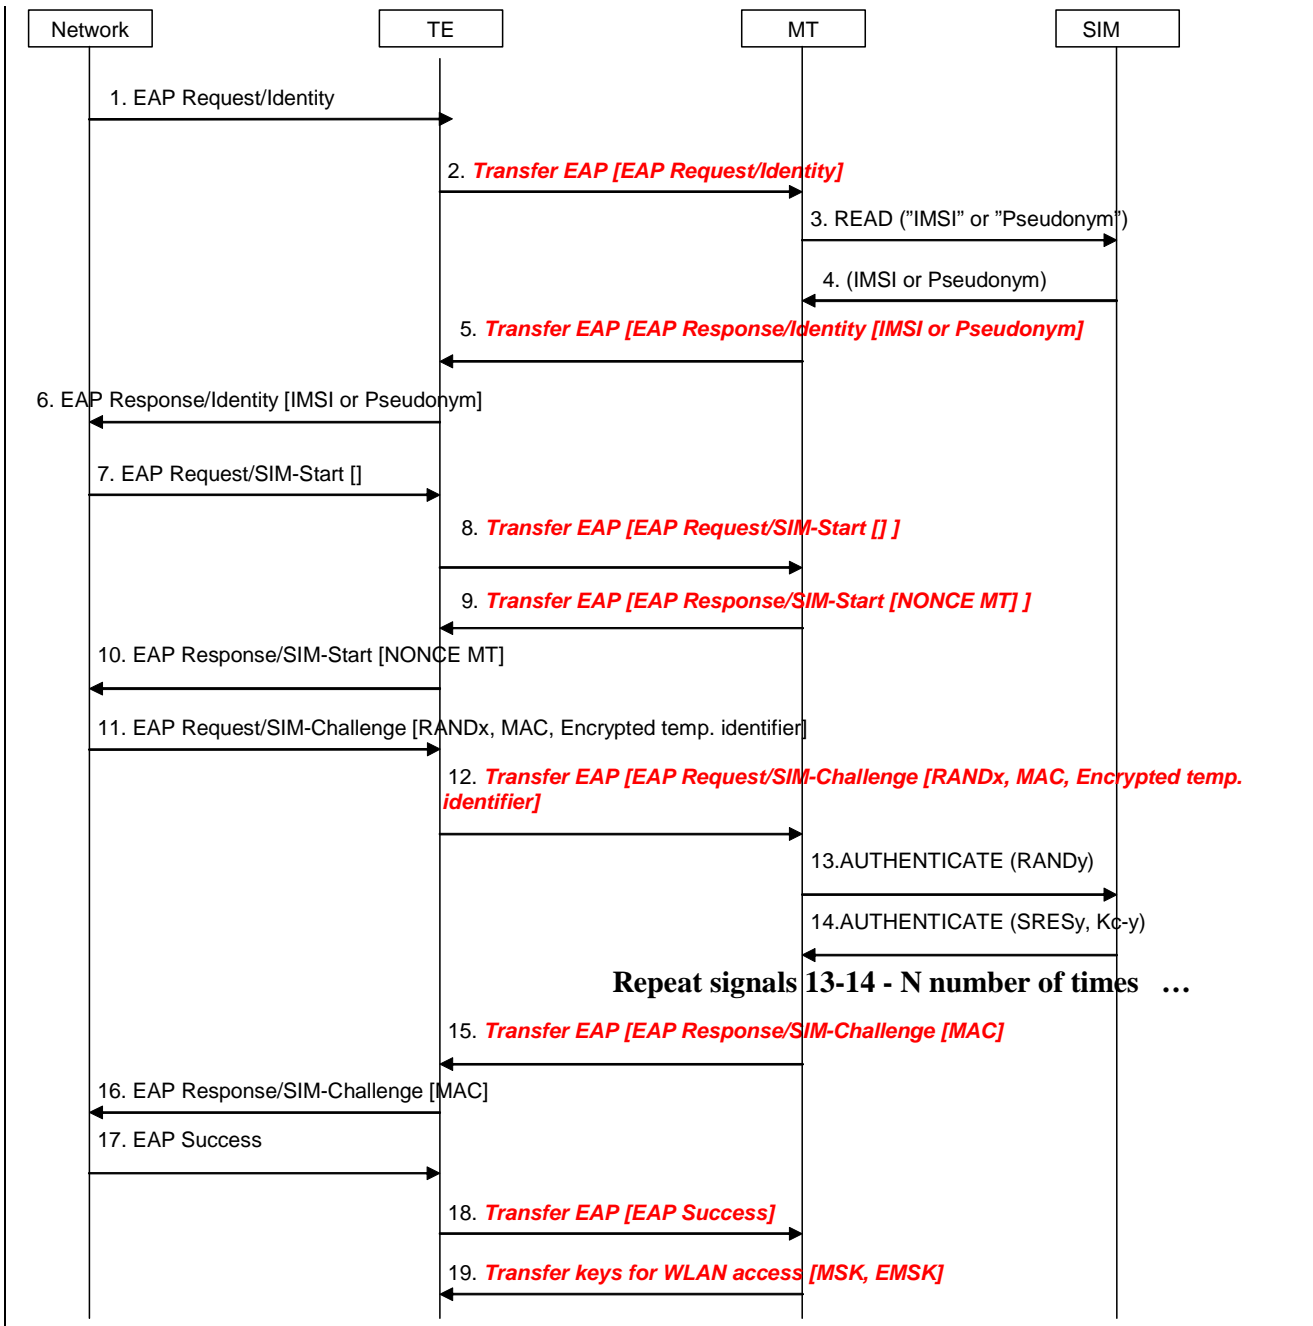 Network
TE
MT
SIM
1. EAP Request/Identity
2. Transfer EAP [EAP Request/Identity]
3. READ (”IMSI” or ”Pseudonym”)
4. (IMSI or Pseudonym)
5. Transfer EAP [EAP Response/Identity [IMSI or Pseudonym]
6. EAP Response/Identity [IMSI or Pseudonym]
7. EAP Request/SIM-Start []
8. Transfer EAP [EAP Request/SIM-Start [] ]
9. Transfer EAP [EAP Response/SIM-Start [NONCE MT] ]
10. EAP Response/SIM-Start [NONCE MT]
11. EAP Request/SIM-Challenge [RANDx, MAC, Encrypted temp. identifier]
12. Transfer EAP [EAP Request/SIM-Challenge [RANDx, MAC, Encrypted temp.
identifier]
13.AUTHENTICATE (RANDy)
14.AUTHENTICATE (SRESy, Kc-y)
Repeat signals 13-14 - N number of times …
15. Transfer EAP [EAP Response/SIM-Challenge [MAC]
16. EAP Response/SIM-Challenge [MAC]
17. EAP Success
18. Transfer EAP [EAP Success]
19. Transfer keys for WLAN access [MSK, EMSK]